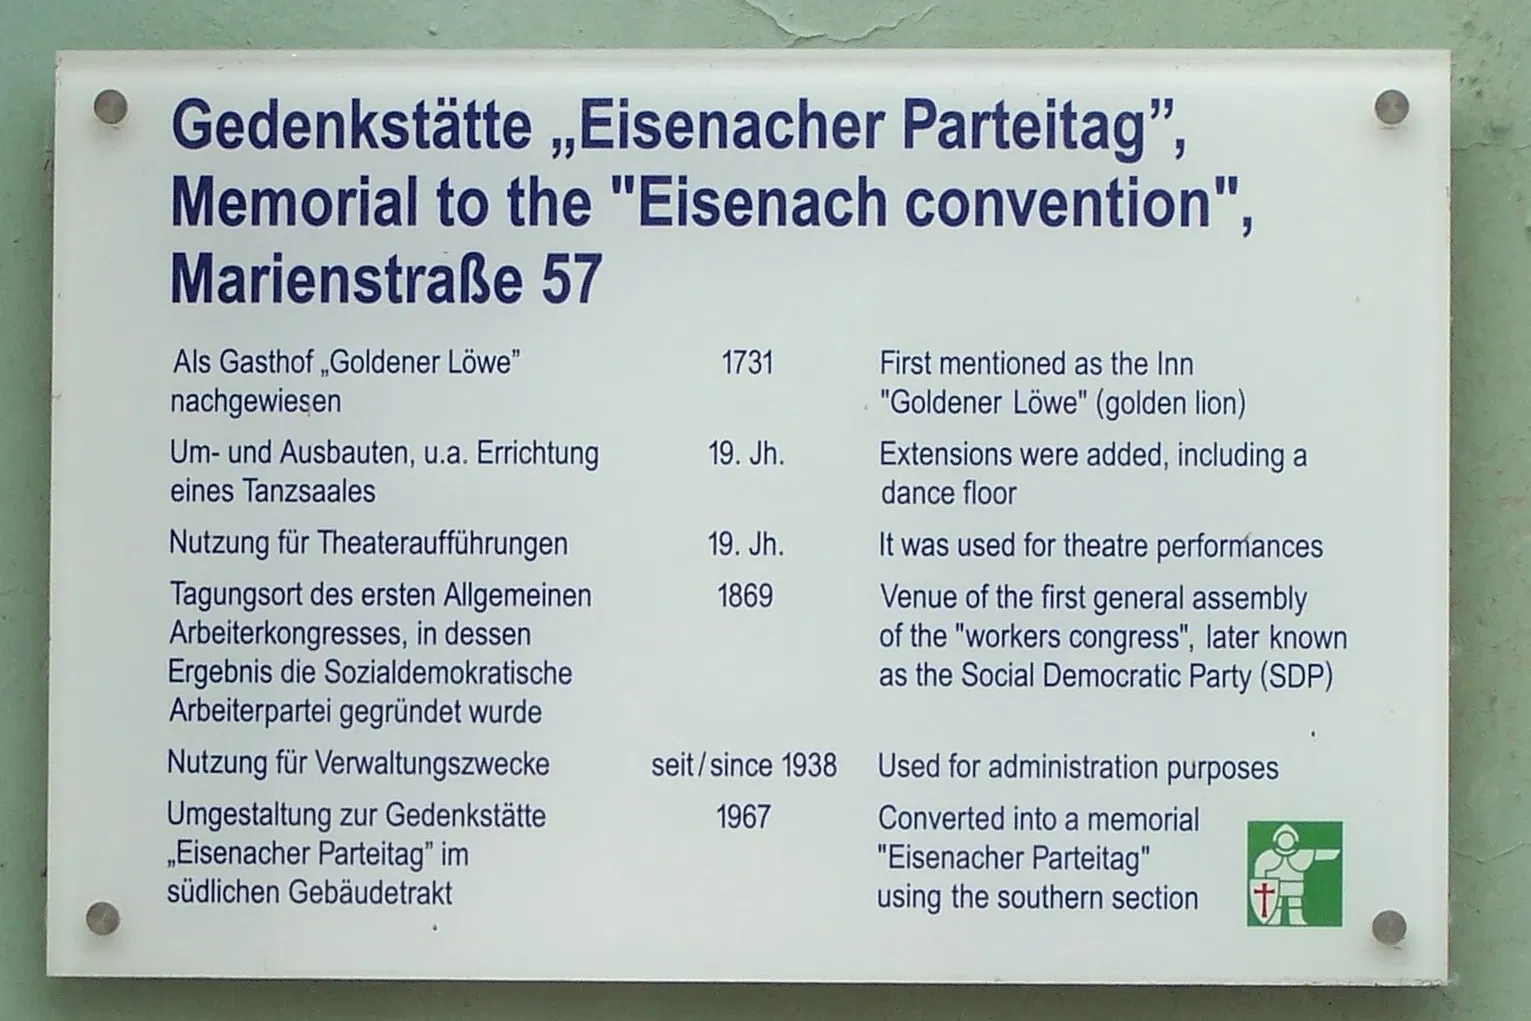 Gedenkstätte „Eisenacher Parteitag”,
Memorial to the "Eisenach convention",
Marienstraße 57
Als Gasthof „Goldener Löwe” 1731 First mentioned as the Inn
nachgewiesen "Goldener Löwe" (golden lion)
Um- und Ausbauten, u.a. Errichtung 19. Jh. Extensions were added, including a
eines Tanzsaales dance floor
Nutzung für Theateraufführungen 19. Jh. It was used for theatre performances
Tagungsort des ersten Allgemeinen 1869 Venue of the first general assembly
Arbeiterkongresses, in dessen of the "workers congress", later known
Ergebnis die Sozialdemokratische as the Social Democratic Party (SDP)
Arbeiterpartei gegründet wurde
Nutzung für Verwaltungszwecke seit/since 1938 Used for administration purposes
Umgestaltung zur Gedenkstätte 1967 Converted into a memorial
„Eisenacher Parteitag” im "Eisenacher Parteitag"
südlichen Gebäudetrakt using the southern section